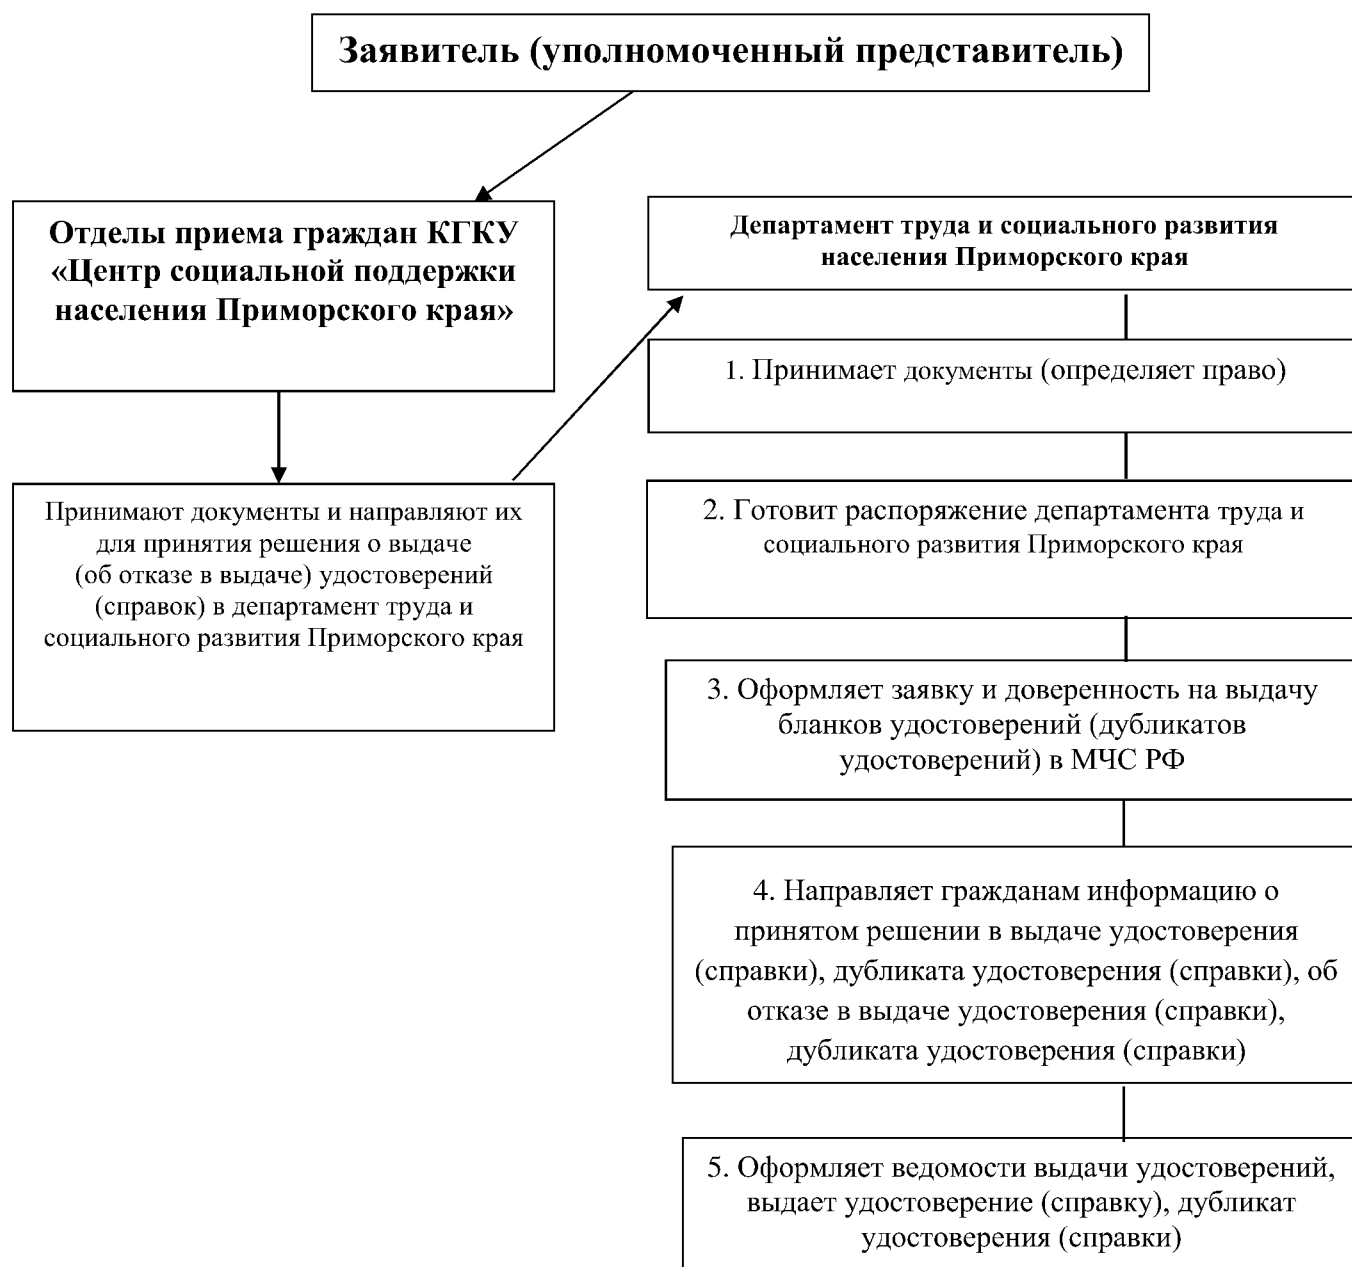 Заявитель (уполномоченный представитель)
Отделы приема граждан КГКУ
«Центр социальной поддержки
населения Приморского края»
Принимают документы и направляют их
для принятия решения о выдаче
(об отказе в выдаче) удостоверений
(справок) в департамент труда и
социального развития Приморского края
Департамент труда и социального развития
населения Приморского края
1. Принимает документы (определяет право)
2. Готовит распоряжение департамента труда и
социального развития Приморского края
3. Оформляет заявку и доверенность на выдачу
бланков удостоверений (дубликатов
удостоверений) в МЧС РФ
4. Направляет гражданам информацию о
принятом решении в выдаче удостоверения
(справки), дубликата удостоверения (справки), об
отказе в выдаче удостоверения (справки),
дубликата удостоверения (справки)
5. Оформляет ведомости выдачи удостоверений,
выдает удостоверение (справку), дубликат
удостоверения (справки)